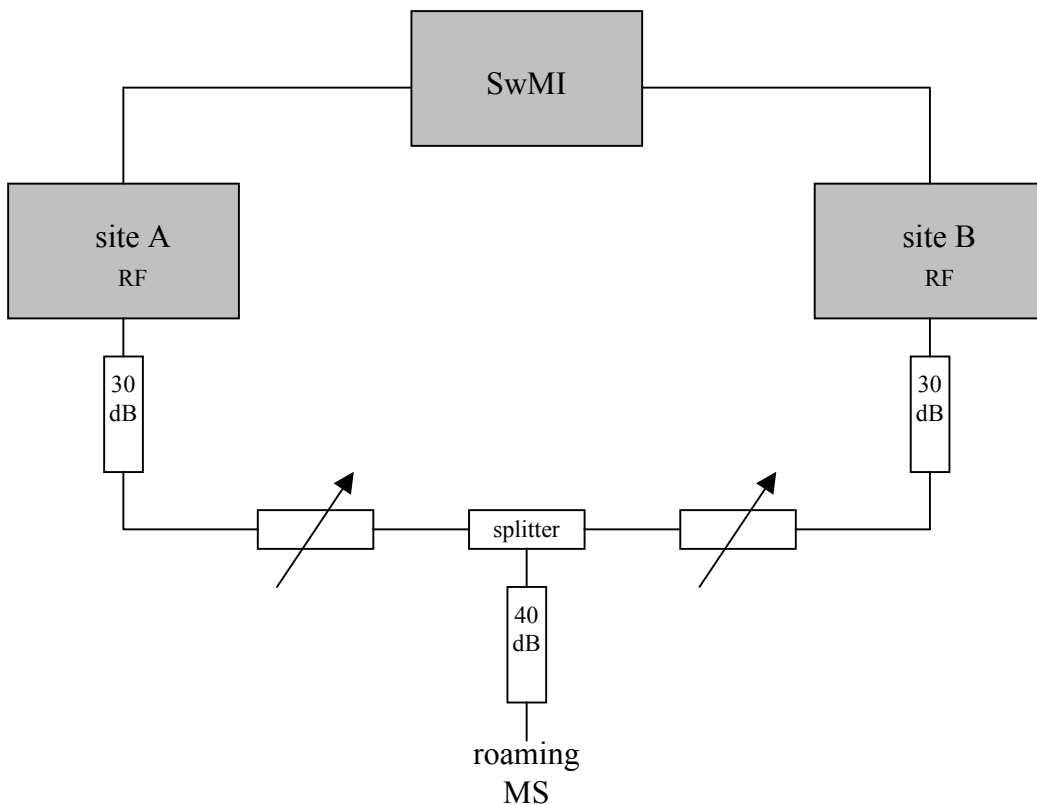 SwMI
site A
RF
site B
RF
30
dB
30
dB
splitter
40
dB
roaming
MS